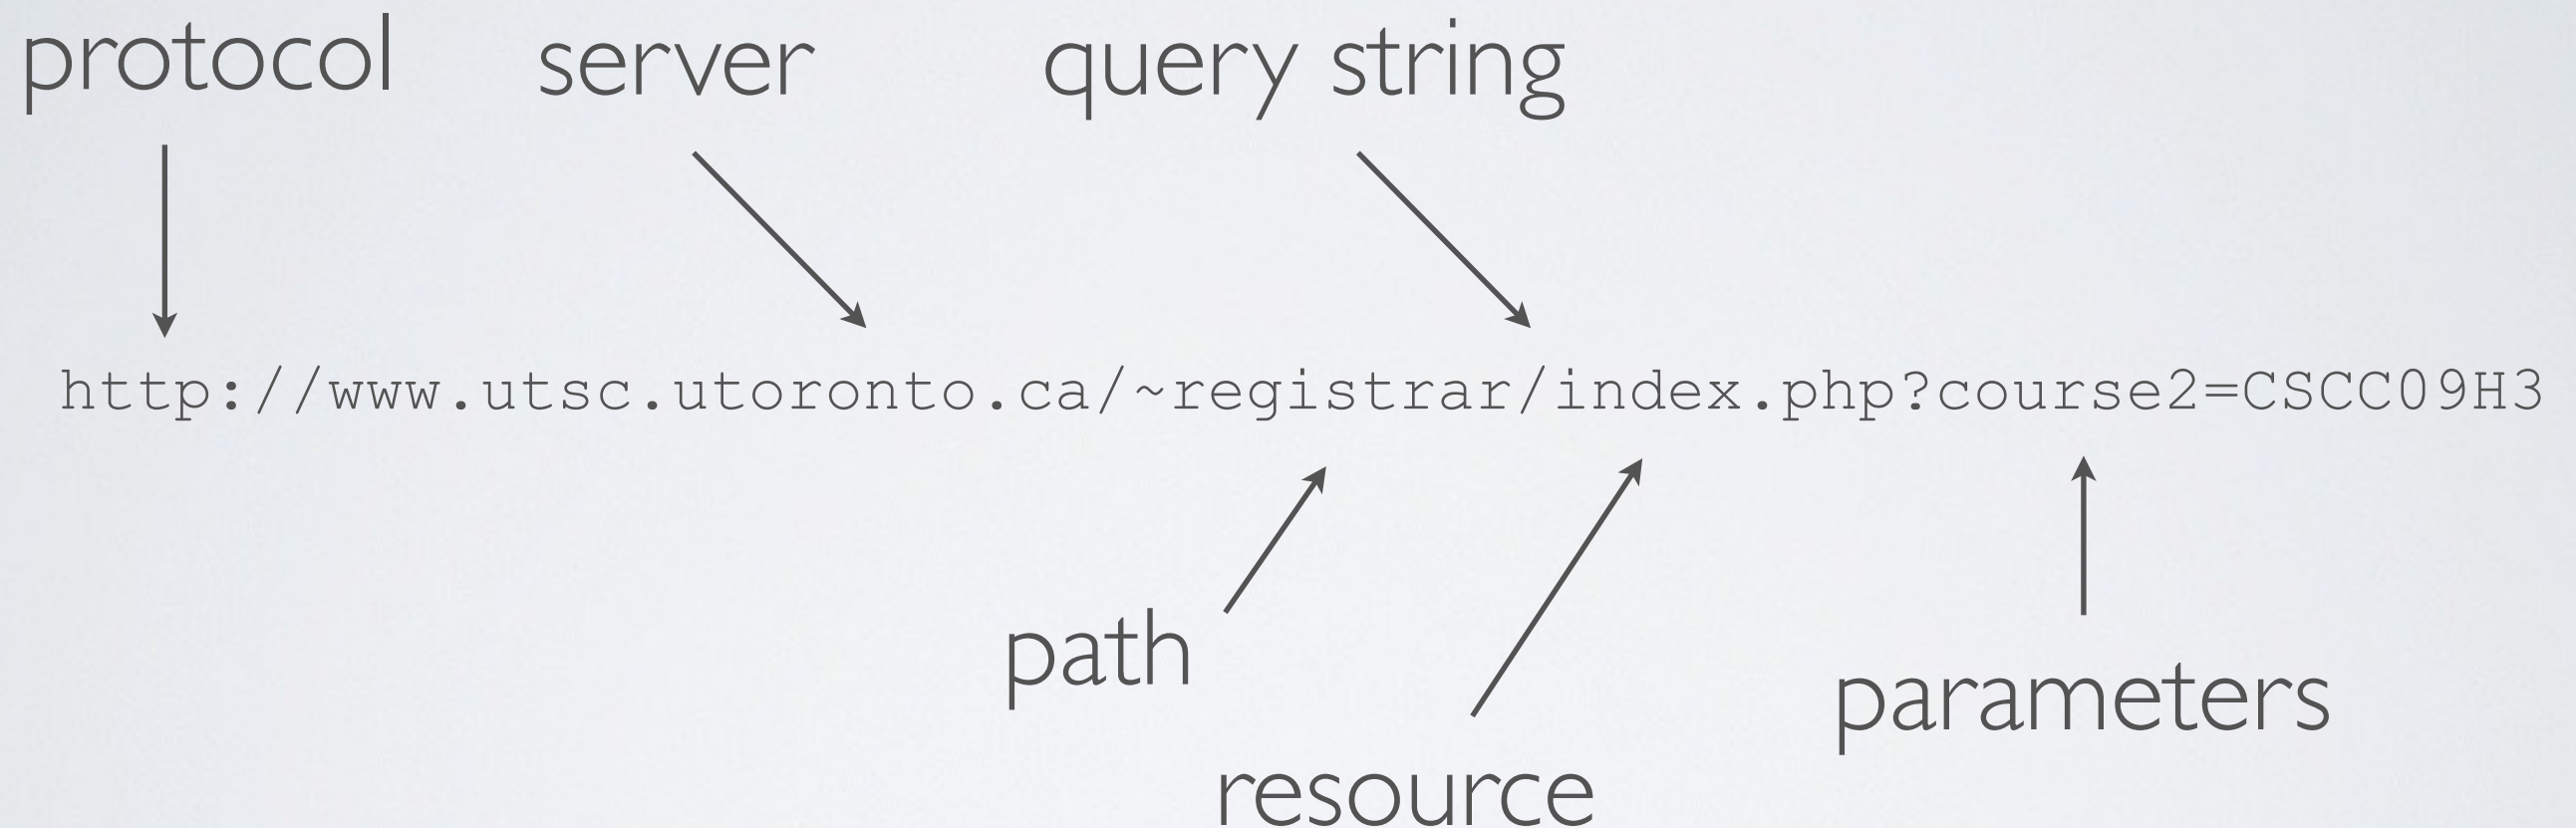 protocol
server
query string
http://www.utsc.utoronto.ca/~registrar/index.php?course2=CSCC09H3
path
resource
parameters